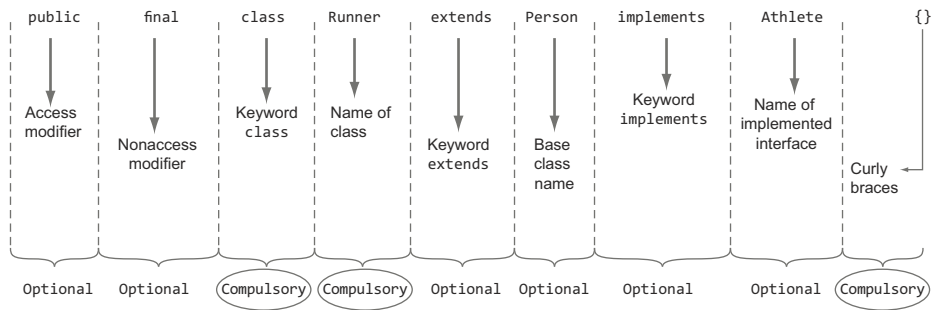 public final class Runner extends Person implements Athlete {}
Access
modifier
Nonaccess
modifier
Keyword
class
Name of
class
Keyword
extends
Base
class
name
Keyword
implements
Name of
implemented
interface
Curly
braces
Optional Optional Compulsory Compulsory Optional Optional Optional Optional Compulsory